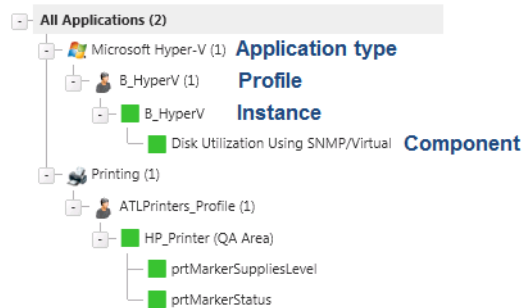 All Applications (2)
Microsoft Hyper-V (1) Application type
B_HyperV (1) Profile
B_HyperV Instance
Disk Utilization Using SNMP/Virtual Component
Printing (1)
ATLPrinters_Profile (1)
HP_Printer (QA Area)
prtMarkerSuppliesLevel
prtMarkerStatus